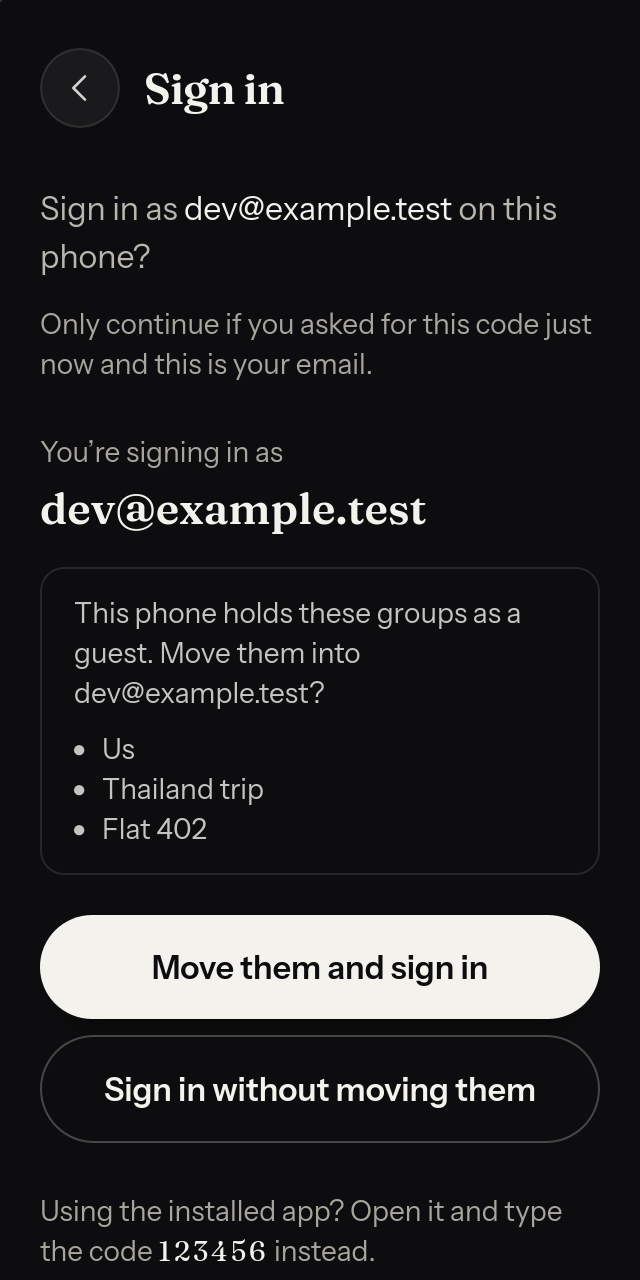 Sign in
Sign in as dev@example.test on this
phone?
Only continue if you asked for this code just
now and this is your email.
You’re signing in as
dev@example.test
This phone holds these groups as a
guest. Move them into
dev@example.test?
• Us
• Thailand trip
• Flat 402
Move them and sign in
Sign in without moving them
Using the installed app? Open it and type
the code 123456 instead.